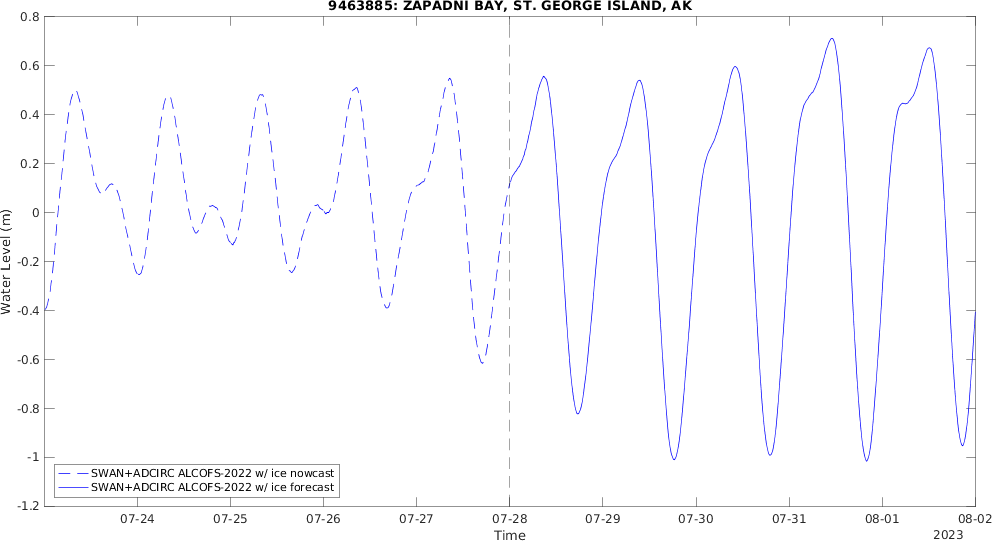 9463885: ZAPADNI BAY, ST. GEORGE ISLAND, AK
0.8
0.6
0.4
0.2
0
-0.2
-0.4
-0.6
-0.8
-1
-1.2
Water Level (m)
SWAN+ADCIRC ALCOFS-2022 w/ ice nowcast
SWAN+ADCIRC ALCOFS-2022 w/ ice forecast
07-24 07-25 07-26 07-27 07-28 07-29 07-30 07-31 08-01 08-02
Time
2023